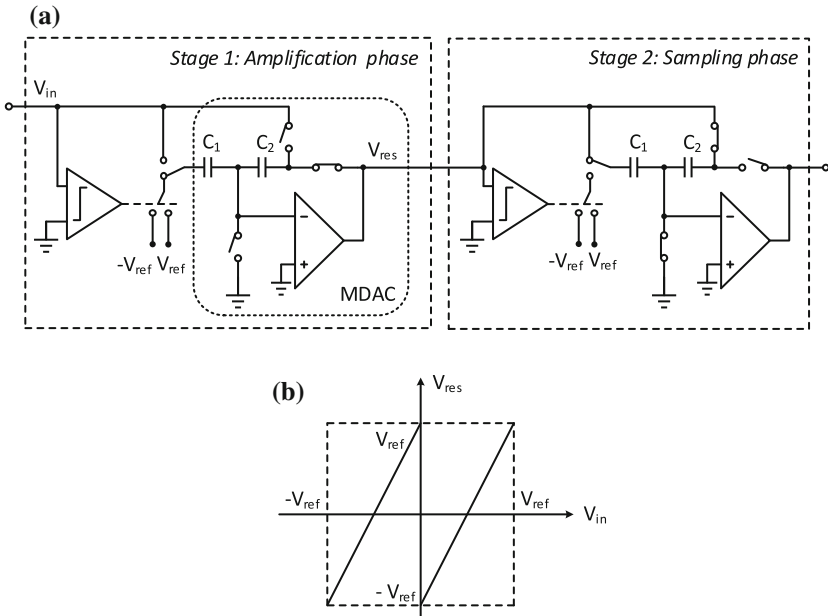 (a)
Stage 1: Amplification phase
Stage 2: Sampling phase
Vin
C1
C2
Vres
C1
C2
-Vref
Vref
MDAC
-Vref
Vref
(b)
Vres
Vref
-Vref
Vref
Vin
- Vref